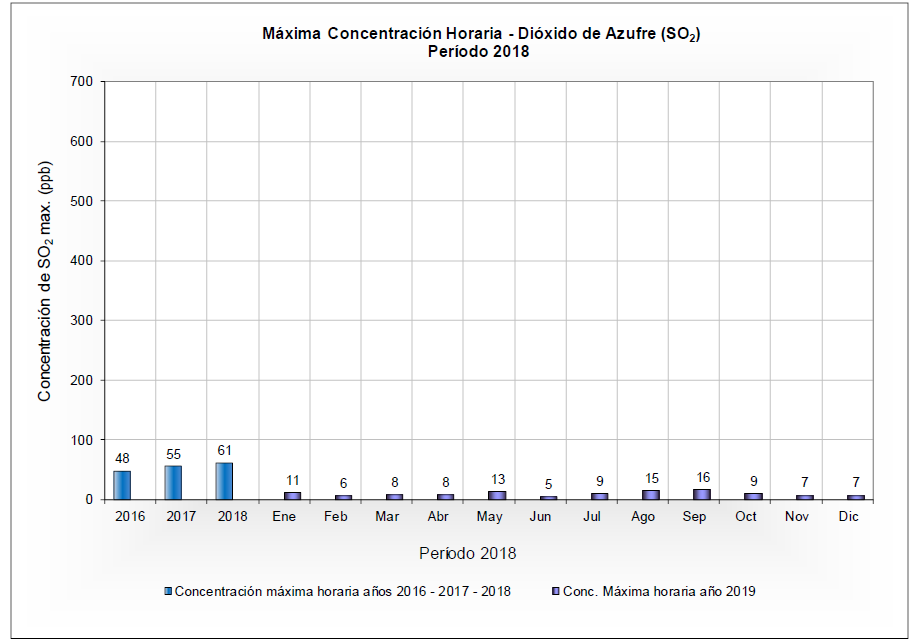 Máxima Concentración Horaria - Dióxido de Azufre (SO₂)
Período 2018
Concentración de SO₂ max. (ppb)
700
600
500
400
300
200
100
0
48
55
61
11
6
8
8
13
5
9
15
16
9
7
7
2016
2017
2018
Ene
Feb
Mar
Abr
May
Jun
Jul
Ago
Sep
Oct
Nov
Dic
Período 2018
Concentración máxima horaria años 2016 - 2017 - 2018
Conc. Máxima horaria año 2019